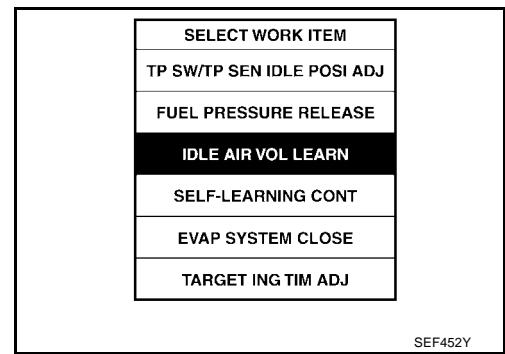 SELECT WORK ITEM
TP SW/TP SEN IDLE POSI ADJ
FUEL PRESSURE RELEASE
IDLE AIR VOL LEARN
SELF-LEARNING CONT
EVAP SYSTEM CLOSE
TARGET ING TIM ADJ
SEF452Y